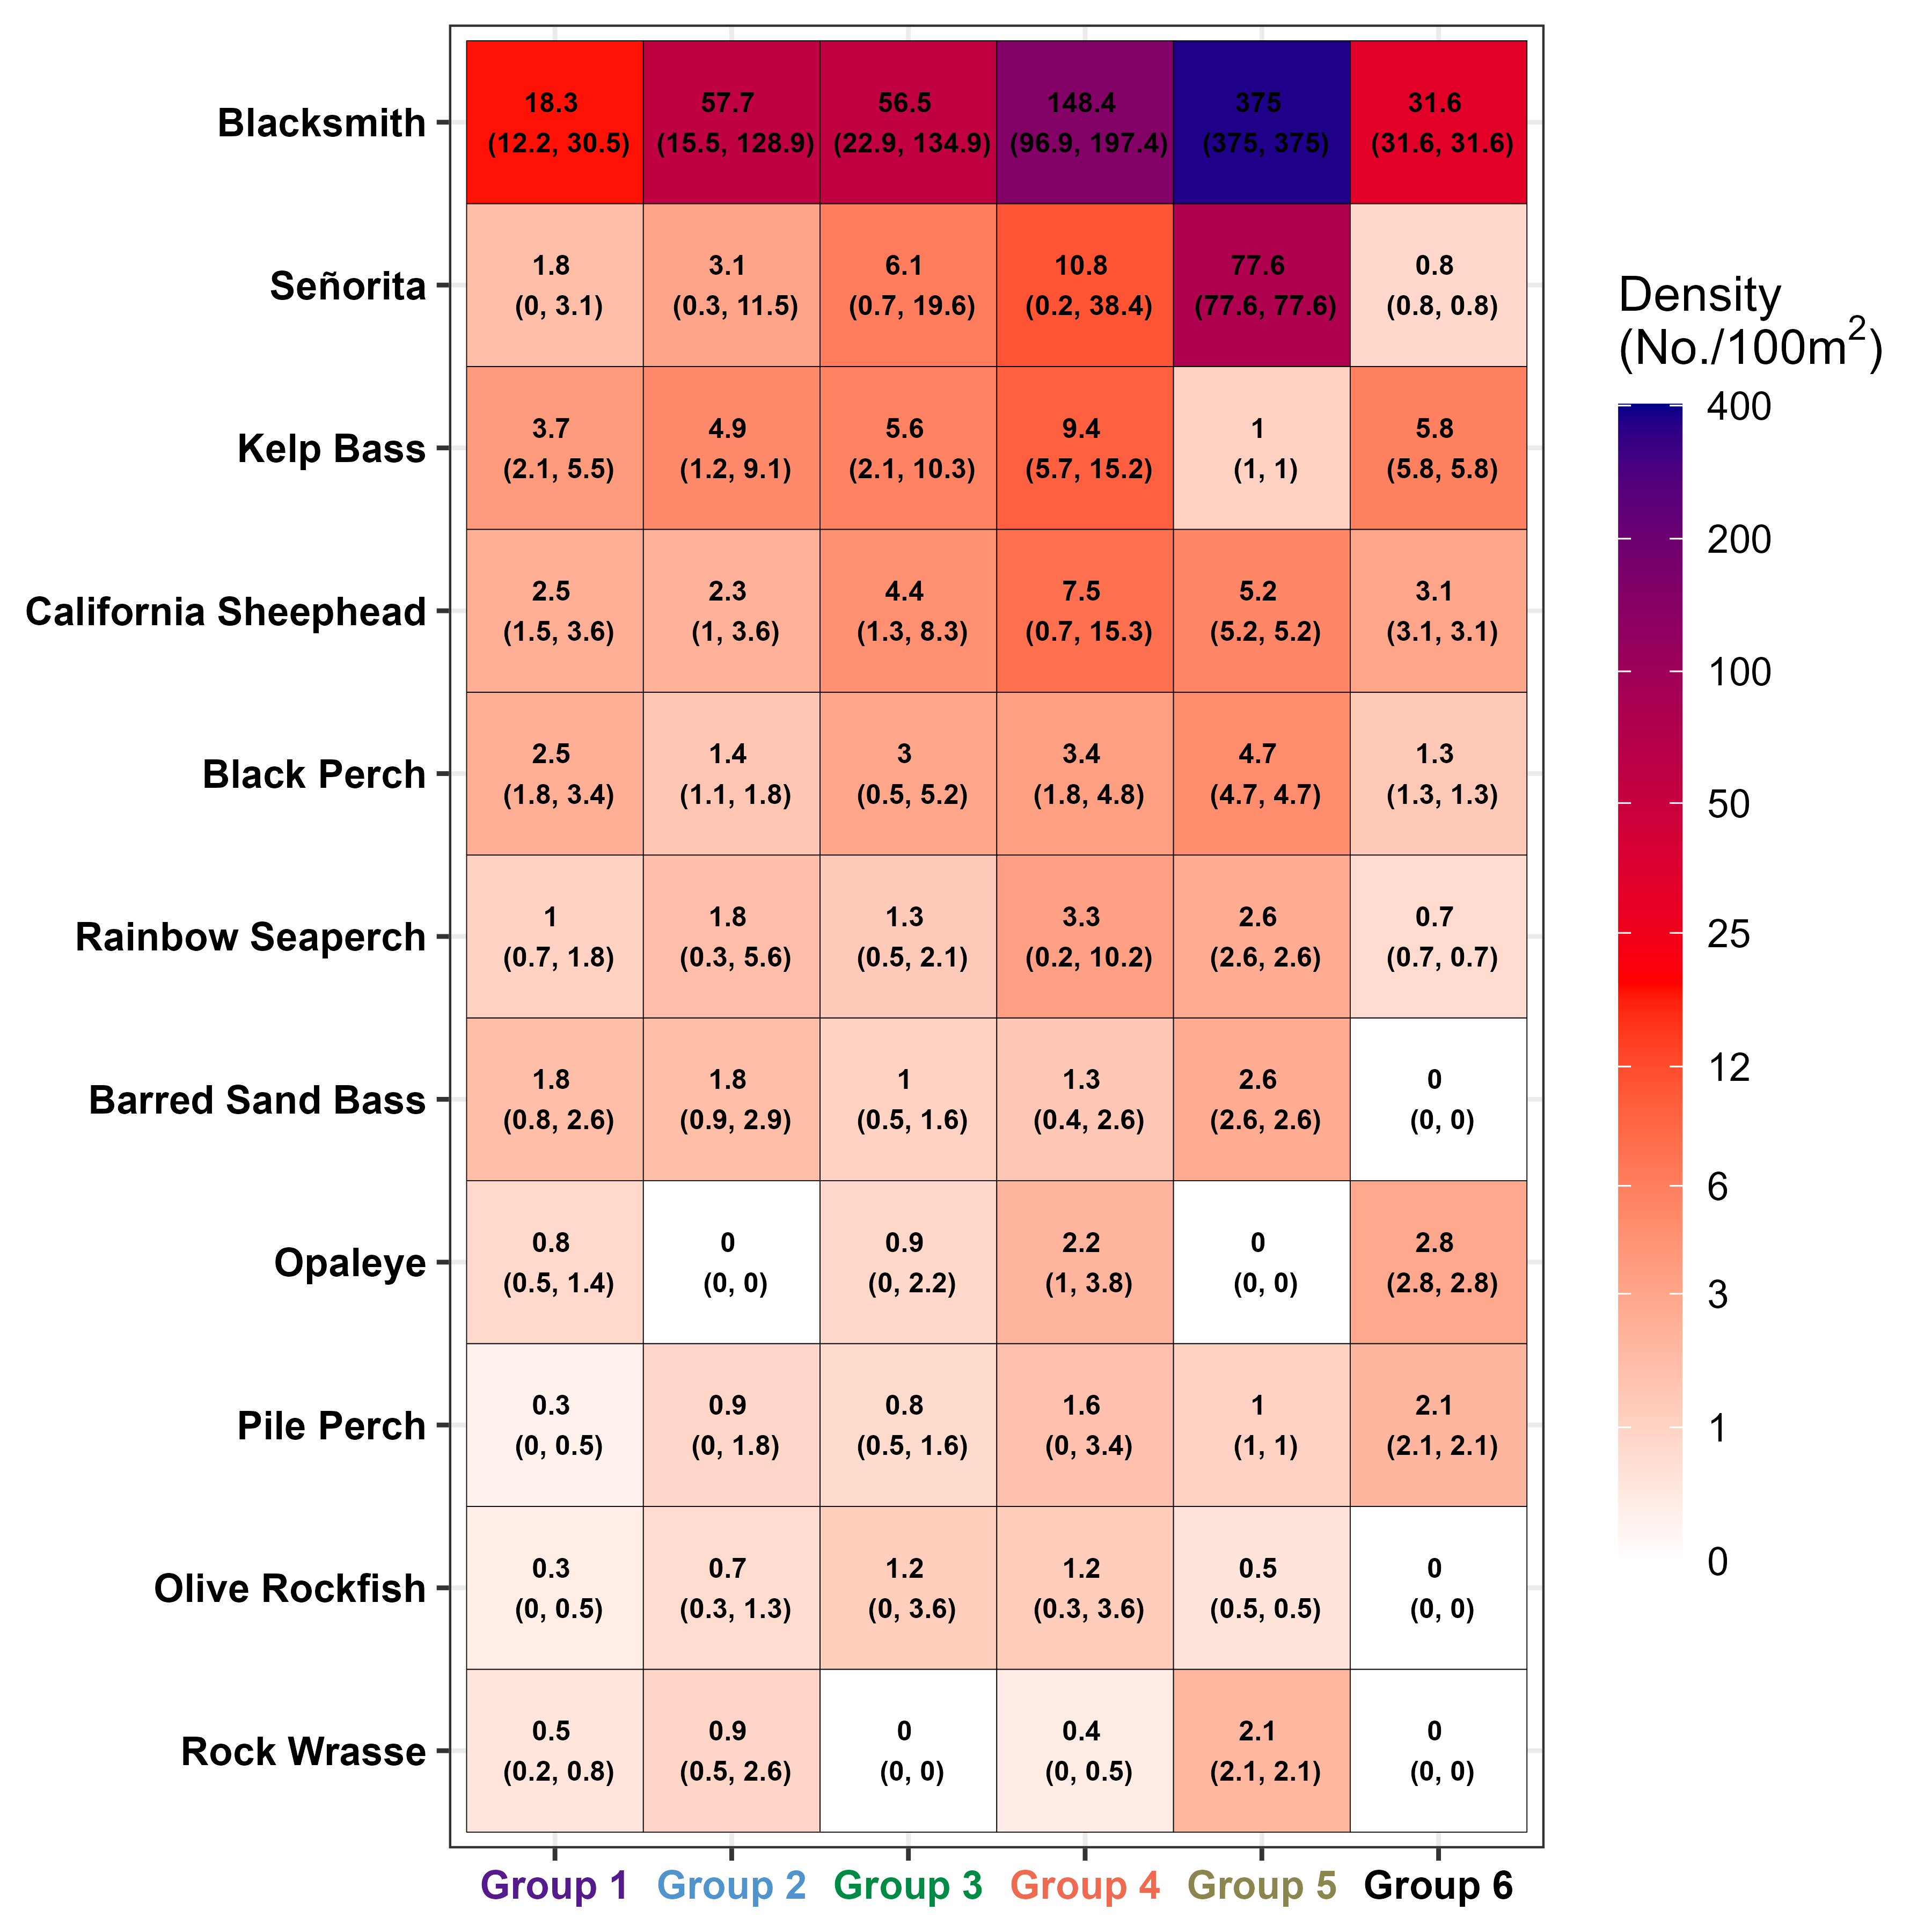 Blacksmith
18.3 57.7 56.5 148.4 375 31.6
(12.2, 30.5) (15.5, 128.9) (22.9, 134.9) (96.9, 197.4) (375, 375) (31.6, 31.6)
Señorita
1.8 3.1 6.1 10.8 77.6 0.8
(0, 3.1) (0.3, 11.5) (0.7, 19.6) (0.2, 38.4) (77.6, 77.6) (0.8, 0.8)
Kelp Bass
3.7 4.9 5.6 9.4 1 5.8
(2.1, 5.5) (1.2, 9.1) (2.1, 10.3) (5.7, 15.2) (1, 1) (5.8, 5.8)
California Sheephead
2.5 2.3 4.4 7.5 5.2 3.1
(1.5, 3.6) (1, 3.6) (1.3, 8.3) (0.7, 15.3) (5.2, 5.2) (3.1, 3.1)
Black Perch
2.5 1.4 3 3.4 4.7 1.3
(1.8, 3.4) (1.1, 1.8) (0.5, 5.2) (1.8, 4.8) (4.7, 4.7) (1.3, 1.3)
Rainbow Seaperch
1 1.8 1.3 3.3 2.6 0.7
(0.7, 1.8) (0.3, 5.6) (0.5, 2.1) (0.2, 10.2) (2.6, 2.6) (0.7, 0.7)
Barred Sand Bass
1.8 1.8 1 1.3 2.6 0
(0.8, 2.6) (0.9, 2.9) (0.5, 1.6) (0.4, 2.6) (2.6, 2.6) (0, 0)
Opaleye
0.8 0 0.9 2.2 0 2.8
(0.5, 1.4) (0, 0) (0, 2.2) (1, 3.8) (0, 0) (2.8, 2.8)
Pile Perch
0.3 0.9 0.8 1.6 1 2.1
(0, 0.5) (0, 1.8) (0.5, 1.6) (0, 3.4) (1, 1) (2.1, 2.1)
Olive Rockfish
0.3 0.7 1.2 1.2 0.5 0
(0, 0.5) (0.3, 1.3) (0, 3.6) (0.3, 3.6) (0.5, 0.5) (0, 0)
Rock Wrasse
0.5 0.9 0 0.4 2.1 0
(0.2, 0.8) (0.5, 2.6) (0, 0) (0, 0.5) (2.1, 2.1) (0, 0)
Group 1 Group 2 Group 3 Group 4 Group 5 Group 6
Density
(No./100m²)
400
200
100
50
25
12
6
3
1
0